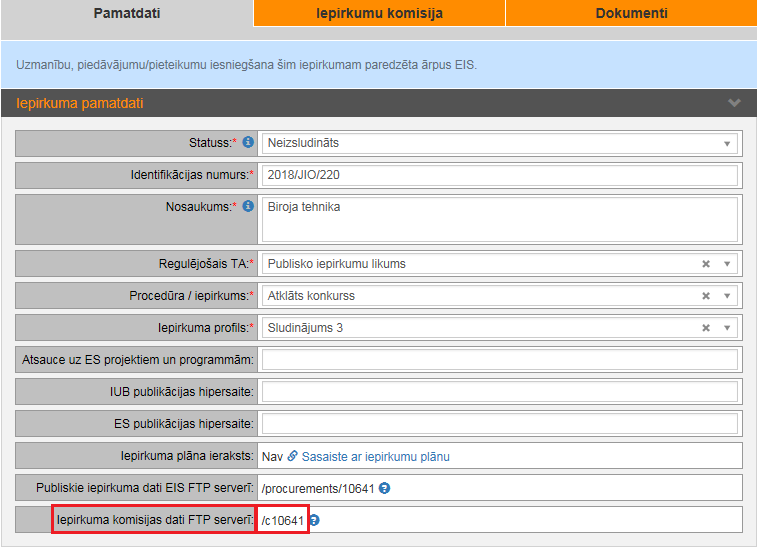 Pamatdati
Iepirkumu komisija
Dokumenti
Uzmanību, piedāvājumu/pieteikumu iesniegšana šim iepirkumam paredzēta ārpus EIS.
Iepirkuma pamatdati
Statuss:* Neizsludināts
Identifikācijas numurs:* 2018/JIO/220
Nosaukums:* Biroja tehnika
Regulējošais TA:* Publisko iepirkumu likums
Procedūra / iepirkums:* Atklāts konkurss
Iepirkuma profils:* Sludinājums 3
Atsauce uz ES projektiem un programmām:
IUB publikācijas hipersaite:
ES publikācijas hipersaite:
Iepirkuma plāna ieraksts: Nav Sasaiste ar iepirkumu plānu
Publiskie iepirkuma dati EIS FTP serverī: /procurements/10641
Iepirkuma komisijas dati FTP serverī: /c10641